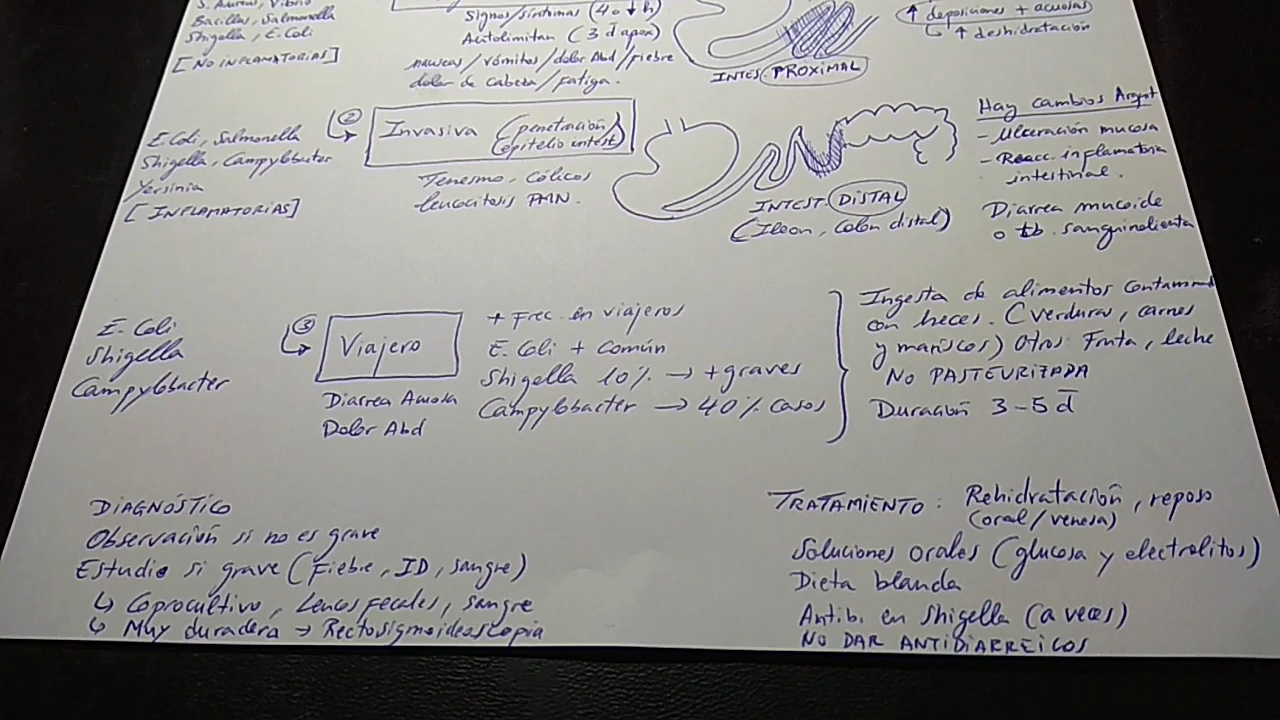 S. Aureus, Vibrio
Bacillus, Salmonella
Shigella, E. Coli
[NO INFLAMATORIAS]
Signos/sintomas (40 ↓ h)
Autolimitan (3 d apox)
nauseas / vómitos / dolor Abd / fiebre
dolor de cabeza / fatiga.
INTES. PROXIMAL
↑ deposiciones + acuosas
↳ ↑ deshidratación
E. Coli, Salmonella
Shigella, Campylobacter
Yersinia
[INFLAMATORIAS]
②
Invasiva (penetración
epitelio intest)
Tenesmo, Cólicos
leucocitosis PMN.
INTEST. DISTAL
(Ileon, Colon distal)
Hay cambios Arquit
- Ulceración mucosa
- Reacc. inflamatoria
intestinal.
Diarrea mucoide
o tb. sanguinolienta
E. Coli
Shigella
Campylobacter
③
Viajero
Diarrea Acuosa
Dolor Abd
+ Frec. en viajeros
E. Coli + común
Shigella 10% → + graves
Campylobacter → 40% casos
Ingesta de alimentos contaminad
con heces. (verduras, carnes
y mariscos) Otros: Fruta, leche
NO PASTEURIZADA
Duración 3-5 d
DIAGNÓSTICO
Observación si no es grave
Estudio si grave (Fiebre, ID, sangre)
↳ Coprocultivo, Leucos fecales, sangre
↳ Muy duradera → Rectosigmoideoscopia
TRATAMIENTO: Rehidratación, reposo
(oral/venosa)
Soluciones orales (glucosa y electrolitos)
Dieta blanda
Antib. en Shigella (a veces)
NO DAR ANTIDIARREICOS